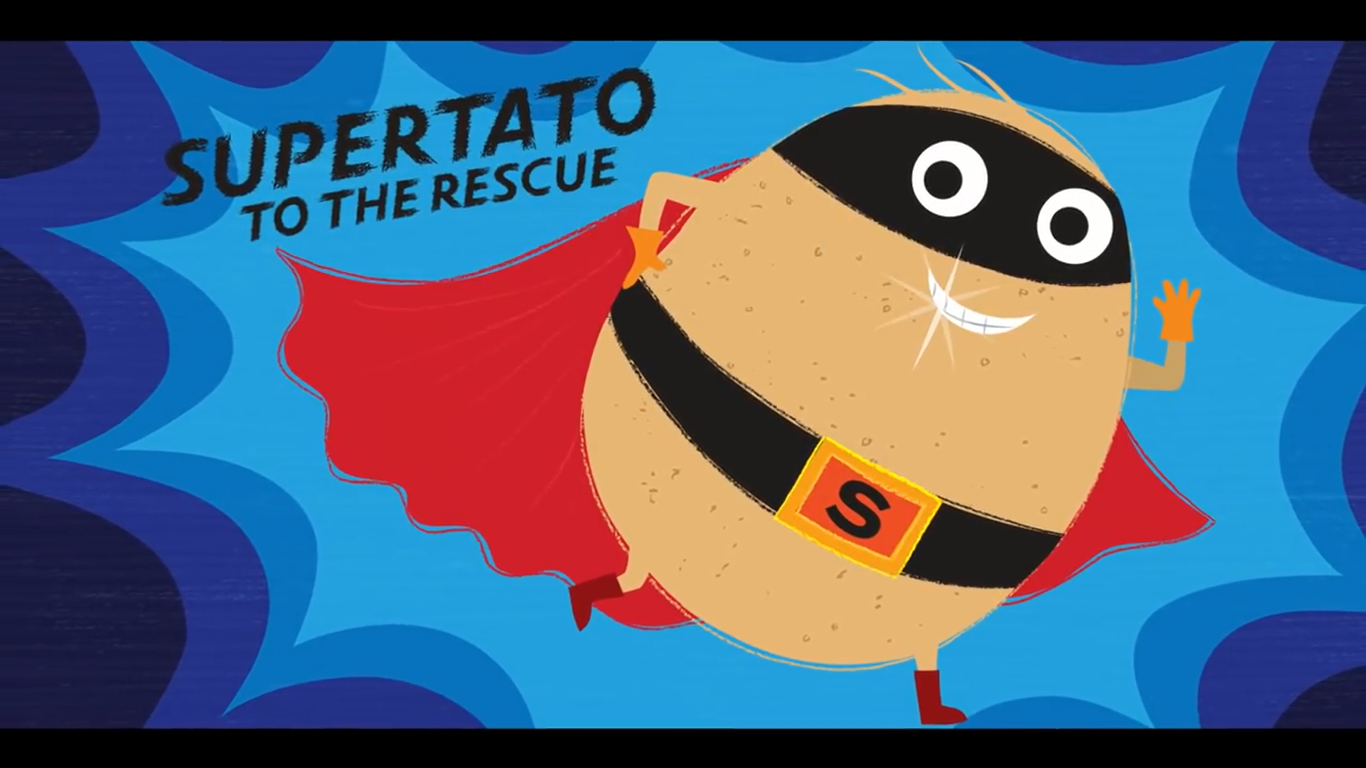 SUPERTATO
TO THE RESCUE
S